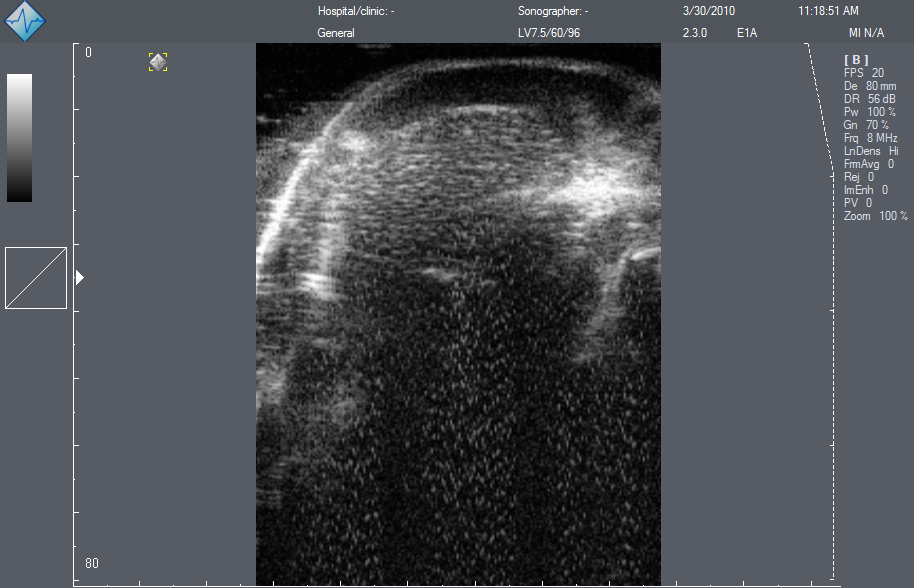 Hospital/clinic: - Sonographer: - 3/30/2010 11:18:51 AM
General LV7.5/60/96 2.3.0 E1A MI N/A
0
[ B ]
FPS 20
De 80 mm
DR 56 dB
Pw 100 %
Gn 70 %
Frq 8 MHz
LnDens Hi
FrmAvg 0
Rej 0
ImEnh 0
PV 0
Zoom 100 %
80